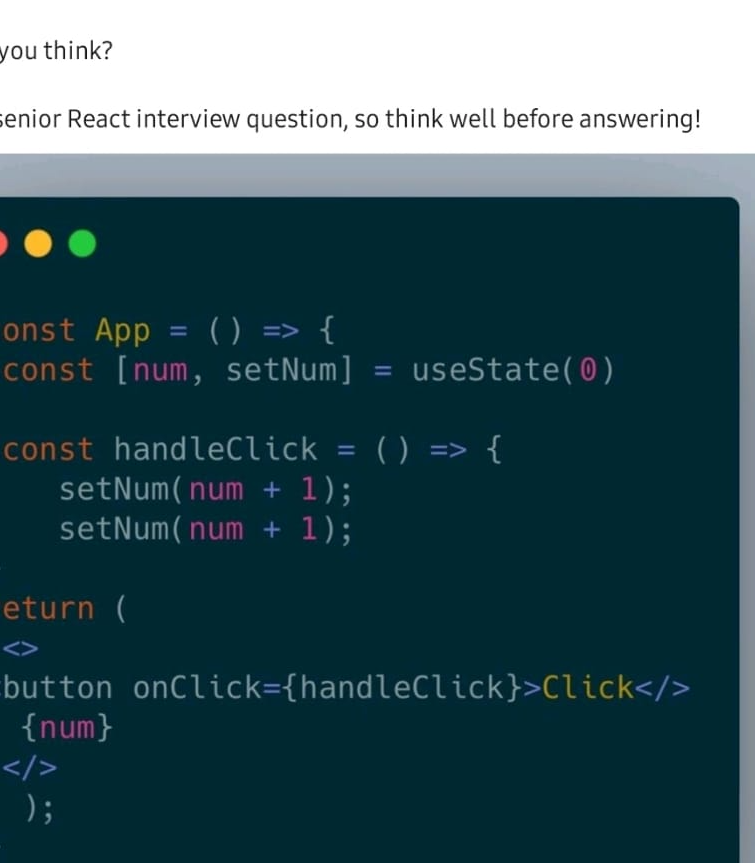 you think?
senior React interview question, so think well before answering!
onst App = () => {
const [num, setNum] = useState(0)
const handleClick = () => {
setNum(num + 1);
setNum(num + 1);
eturn (
<>
button onClick={handleClick}>Click</>
{num}
</>
);